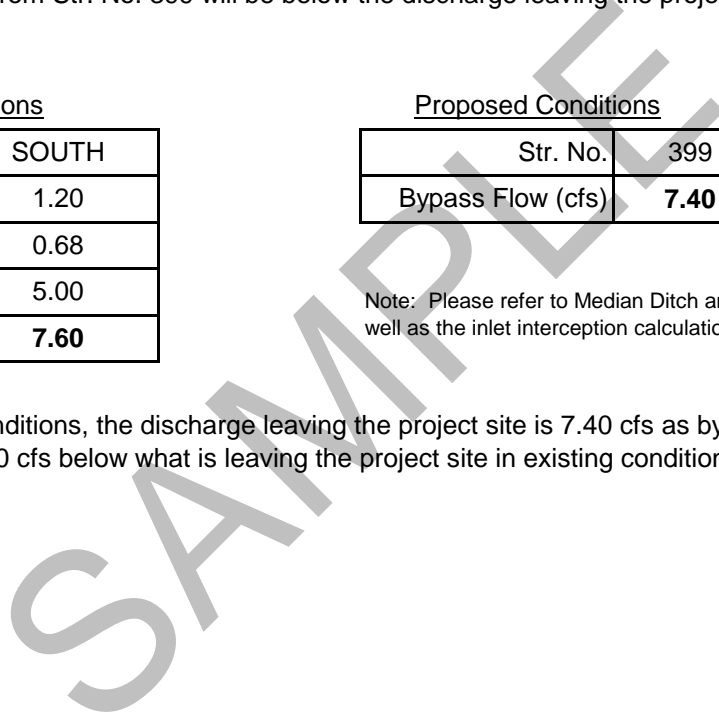 from Str. No. 399 will be below the discharge leaving the projec
ons
SOUTH
1.20
0.68
5.00
7.60
Proposed Conditions
Str. No. 399
Bypass Flow (cfs) 7.40
Note: Please refer to Median Ditch an
well as the inlet interception calculatio
nditions, the discharge leaving the project site is 7.40 cfs as by
0 cfs below what is leaving the project site in existing condition
SAMPLE